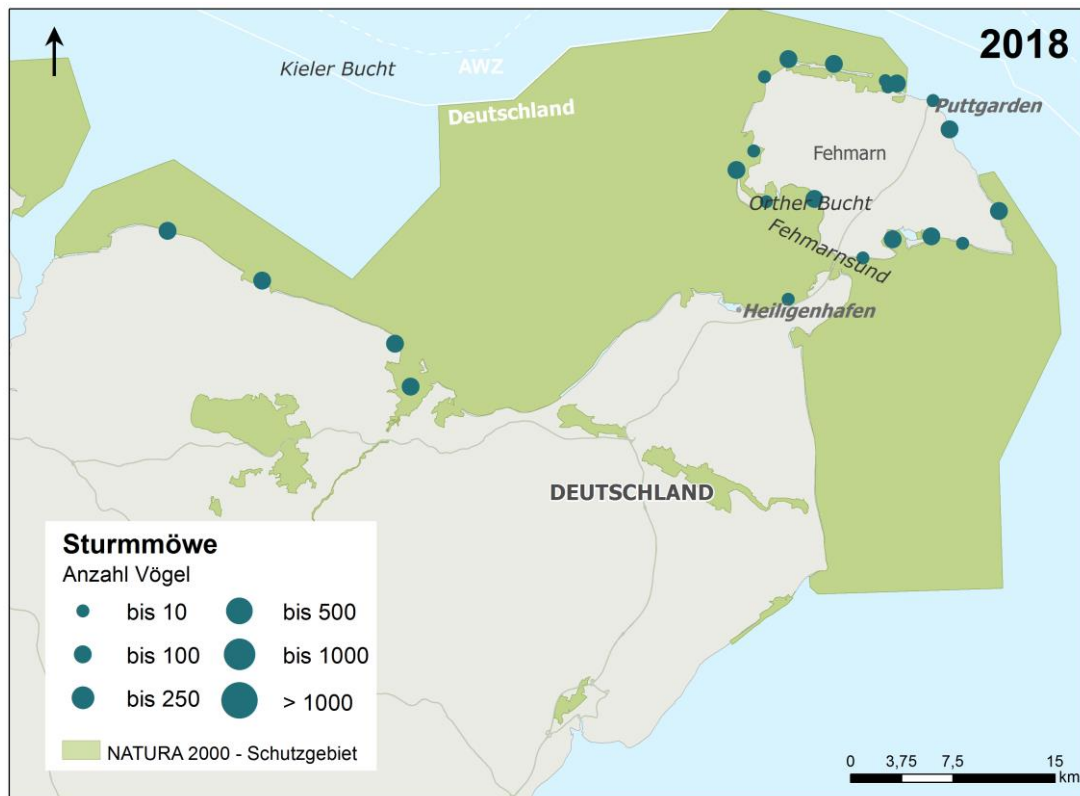 2018
Kieler Bucht
AWZ
Deutschland
Puttgarden
Fehmarn
Orther Bucht
Fehmarnsund
Heiligenhafen
DEUTSCHLAND
Sturmmöwe
Anzahl Vögel
bis 10
bis 500
bis 100
bis 1000
bis 250
> 1000
NATURA 2000 - Schutzgebiet
0 3,75 7,5 15
km